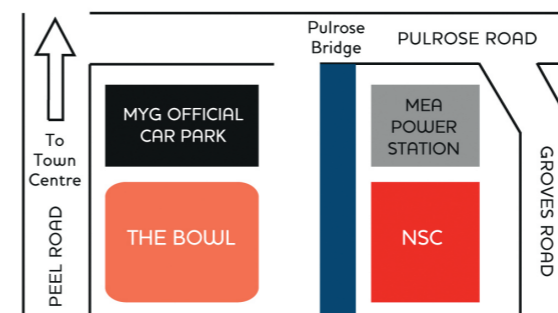 Pulrose
Bridge
PULROSE ROAD
MYG OFFICIAL
CAR PARK
MEA
POWER
STATION
To
Town
Centre
PEEL ROAD
THE BOWL
NSC
GROVES ROAD